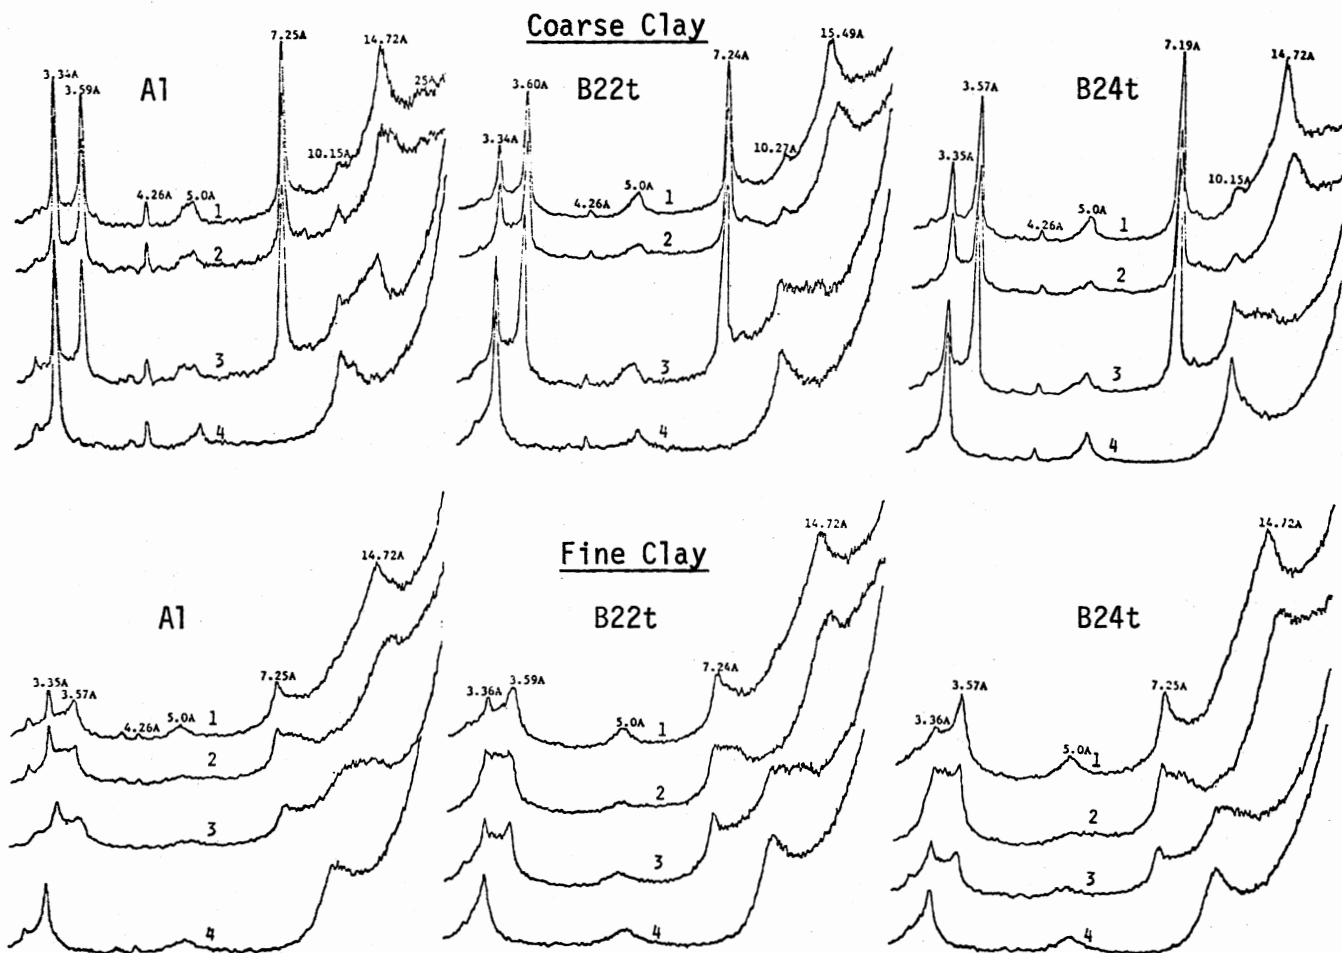 Coarse Clay
A1
3.34A
3.59A
4.26A
5.0A
7.25A
10.15A
14.72A
1
2
3
4
B22t
3.34A
3.60A
4.26A
5.0A
7.24A
10.27A
15.49A
1
2
3
4
B24t
3.35A
3.57A
4.26A
5.0A
7.19A
10.15A
14.72A
1
2
3
4
Fine Clay
A1
3.35A
3.57A
4.26A
5.0A
7.25A
14.72A
1
2
3
4
B22t
3.36A
3.59A
5.0A
7.24A
14.72A
1
2
3
4
B24t
3.36A
3.57A
5.0A
7.25A
14.72A
1
2
3
4